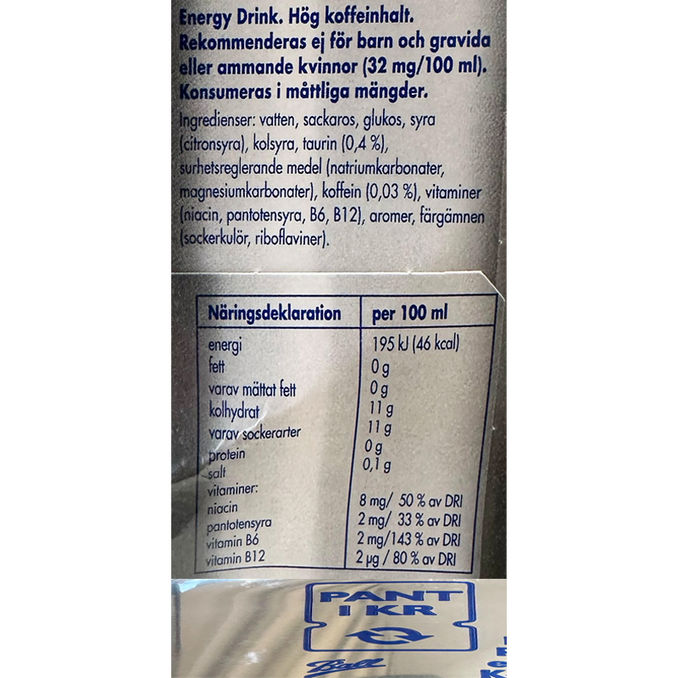 Energy Drink. Hög koffeinhalt.
Rekommenderas ej för barn och gravida
eller ammande kvinnor (32 mg/100 ml).
Konsumeras i måttliga mängder.
Ingredienser: vatten, sackaros, glukos, syra
(citronsyra), kolsyra, taurin (0,4 %),
surhetsreglerande medel (natriumkarbonater,
magnesiumkarbonater), koffein (0,03 %), vitaminer
(niacin, pantotensyra, B6, B12), aromer, färgämnen
(sockerkulör, riboflaviner).
Näringsdeklaration per 100 ml
energi 195 kJ (46 kcal)
fett 0 g
varav mättat fett 0 g
kolhydrat 11 g
varav sockerarter 11 g
protein 0 g
salt 0,1 g
vitaminer:
niacin 8 mg/ 50 % av DRI
pantotensyra 2 mg/ 33 % av DRI
vitamin B6 2 mg/143 % av DRI
vitamin B12 2 µg / 80 % av DRI
PANT
1 KR
Ball